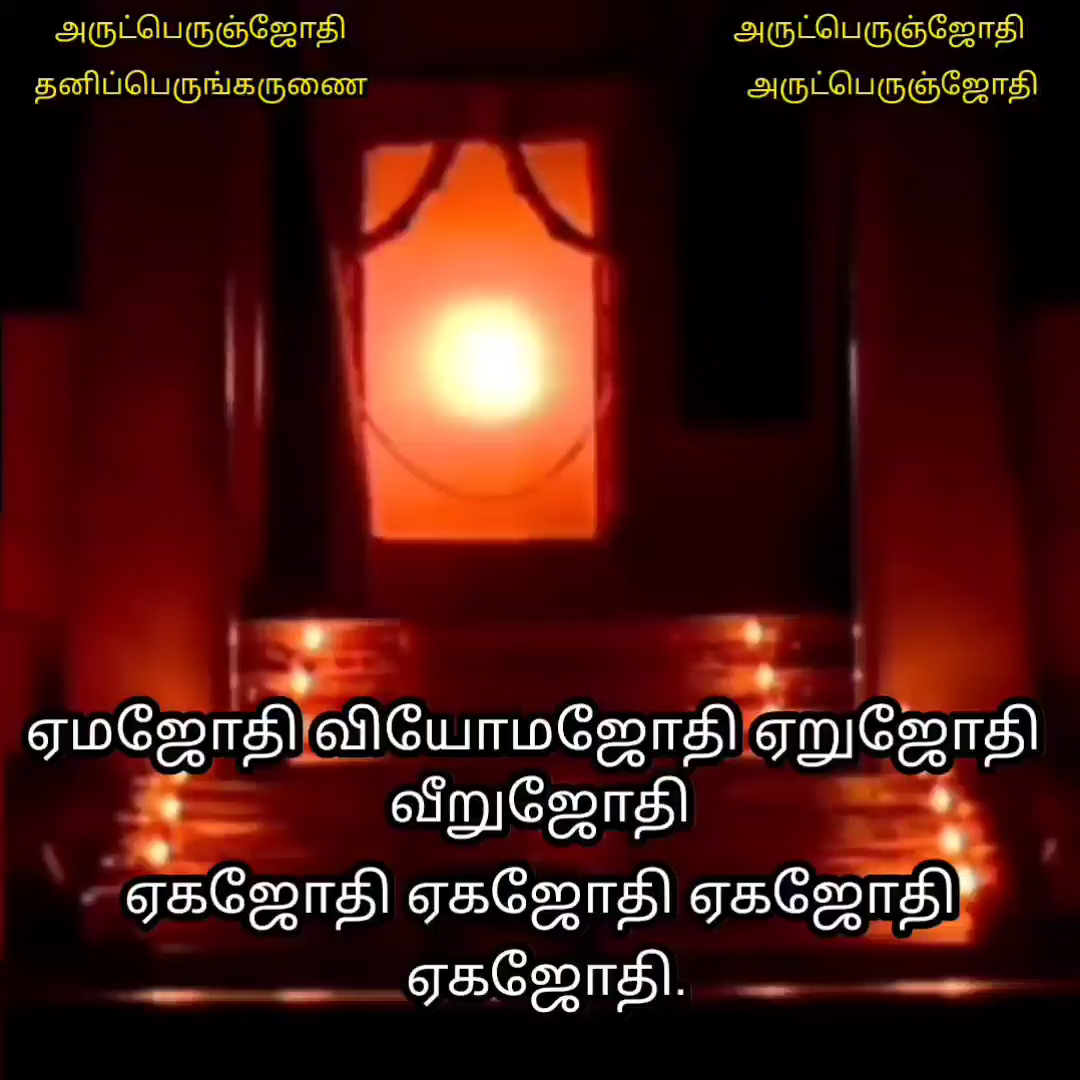 அருட்பெருஞ்ஜோதி
தனிப்பெருங்கருணை
அருட்பெருஞ்ஜோதி
அருட்பெருஞ்ஜோதி
ஏமஜோதி வியோமஜோதி ஏறுஜோதி
வீறுஜோதி
ஏகஜோதி ஏகஜோதி ஏகஜோதி
ஏகஜோதி.